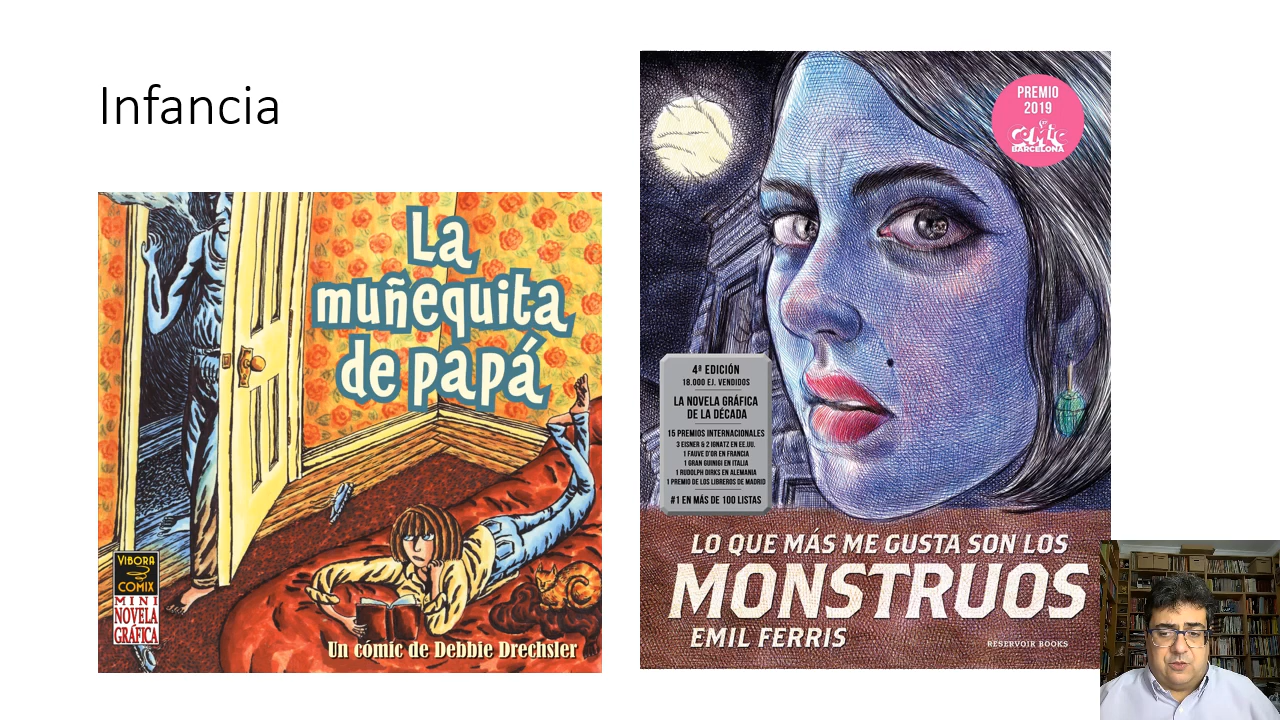 Infancia
La
muñequita
de papá
VIBORA
COMIX
MINI
NOVELA
GRÁFICA
Un cómic de Debbie Drechsler
PREMIO
2019
comic
BARCELONA
4ª EDICIÓN
18.000 EJ. VENDIDOS
LA NOVELA GRÁFICA
DE LA DÉCADA
15 PREMIOS INTERNACIONALES
3 EISNER & 2 IGNATZ EN EE.UU.
1 FAUVE D'OR EN FRANCIA
1 GRAN GUINIGI EN ITALIA
1 RUDOLPH DIRKS EN ALEMANIA
1 PREMIO DE LOS LIBREROS DE MADRID
#1 EN MÁS DE 100 LISTAS
LO QUE MÁS ME GUSTA SON LOS
MONSTRUOS
EMIL FERRIS
RESERVOIR BOOKS